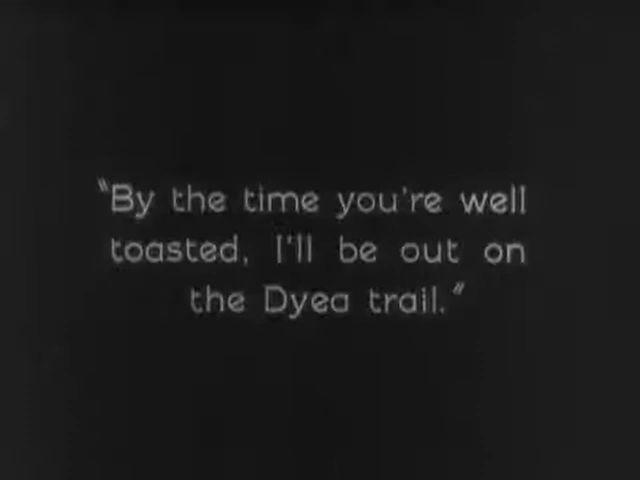 "By the time you're well
toasted, I'll be out on
the Dyea trail."